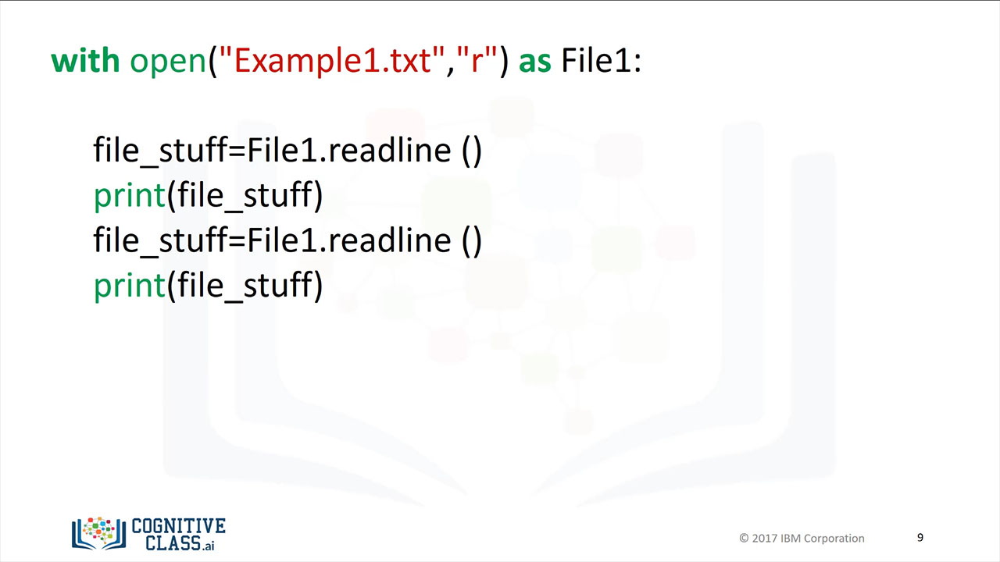 with open("Example1.txt","r") as File1:
file_stuff=File1.readline ()
print(file_stuff)
file_stuff=File1.readline ()
print(file_stuff)
COGNITIVE
CLASS.ai
© 2017 IBM Corporation
9